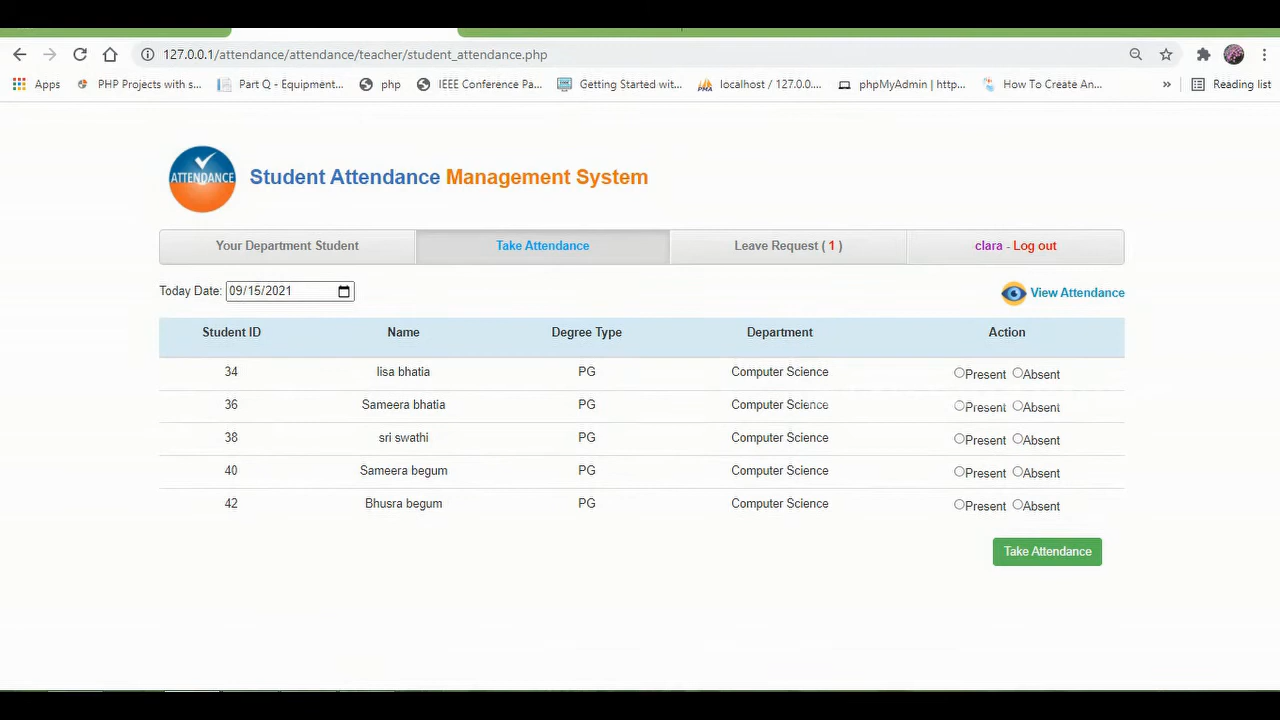 127.0.0.1/attendance/attendance/teacher/student_attendance.php
Apps PHP Projects with s... Part Q - Equipment... php IEEE Conference Pa... Getting Started wit... localhost / 127.0.0.... phpMyAdmin | http... How To Create An... » Reading list
ATTENDANCE Student Attendance Management System
Your Department Student Take Attendance Leave Request ( 1 ) clara - Log out
Today Date: 09/15/2021 View Attendance
Student ID Name Degree Type Department Action
34 lisa bhatia PG Computer Science Present Absent
36 Sameera bhatia PG Computer Science Present Absent
38 sri swathi PG Computer Science Present Absent
40 Sameera begum PG Computer Science Present Absent
42 Bhusra begum PG Computer Science Present Absent
Take Attendance